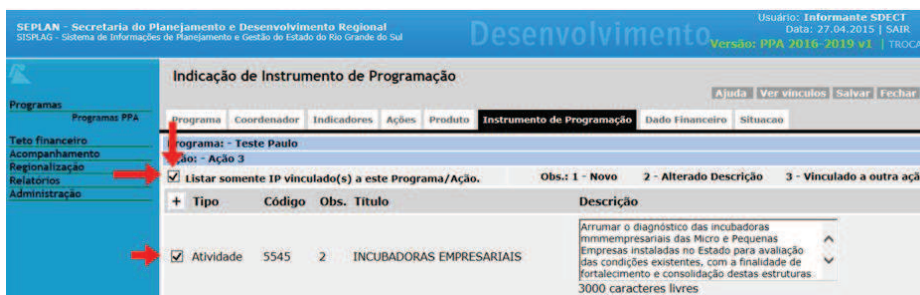 SEPLAN - Secretaria do Planejamento e Desenvolvimento Regional
SISPLAG - Sistema de Informações de Planejamento e Gestão do Estado do Rio Grande do Sul
Desenvolvimento
Usuário: Informante SDECT
Data: 27.04.2015 | SAIR
Versão: PPA 2016-2019 v1 | TROCA
Indicação de Instrumento de Programação
Ajuda Ver vínculos Salvar Fechar
Programas
Programas PPA
Teto financeiro
Acompanhamento
Regionalização
Relatórios
Administração
Programa Coordenador Indicadores Ações Produto Instrumento de Programação Dado Financeiro Situacao
rograma: - Teste Paulo
ão: - Ação 3
Listar somente IP vinculado(s) a este Programa/Ação. Obs.: 1 - Novo 2 - Alterado Descrição 3 - Vinculado a outra açã
+ Tipo Código Obs. Título Descrição
Atividade 5545 2 INCUBADORAS EMPRESARIAIS
Arrumar o diagnóstico das incubadoras
mmmempresariais das Micro e Pequenas
Empresas instaladas no Estado para avaliação
das condições existentes, com a finalidade de
fortalecimento e consolidação destas estruturas
3000 caracteres livres